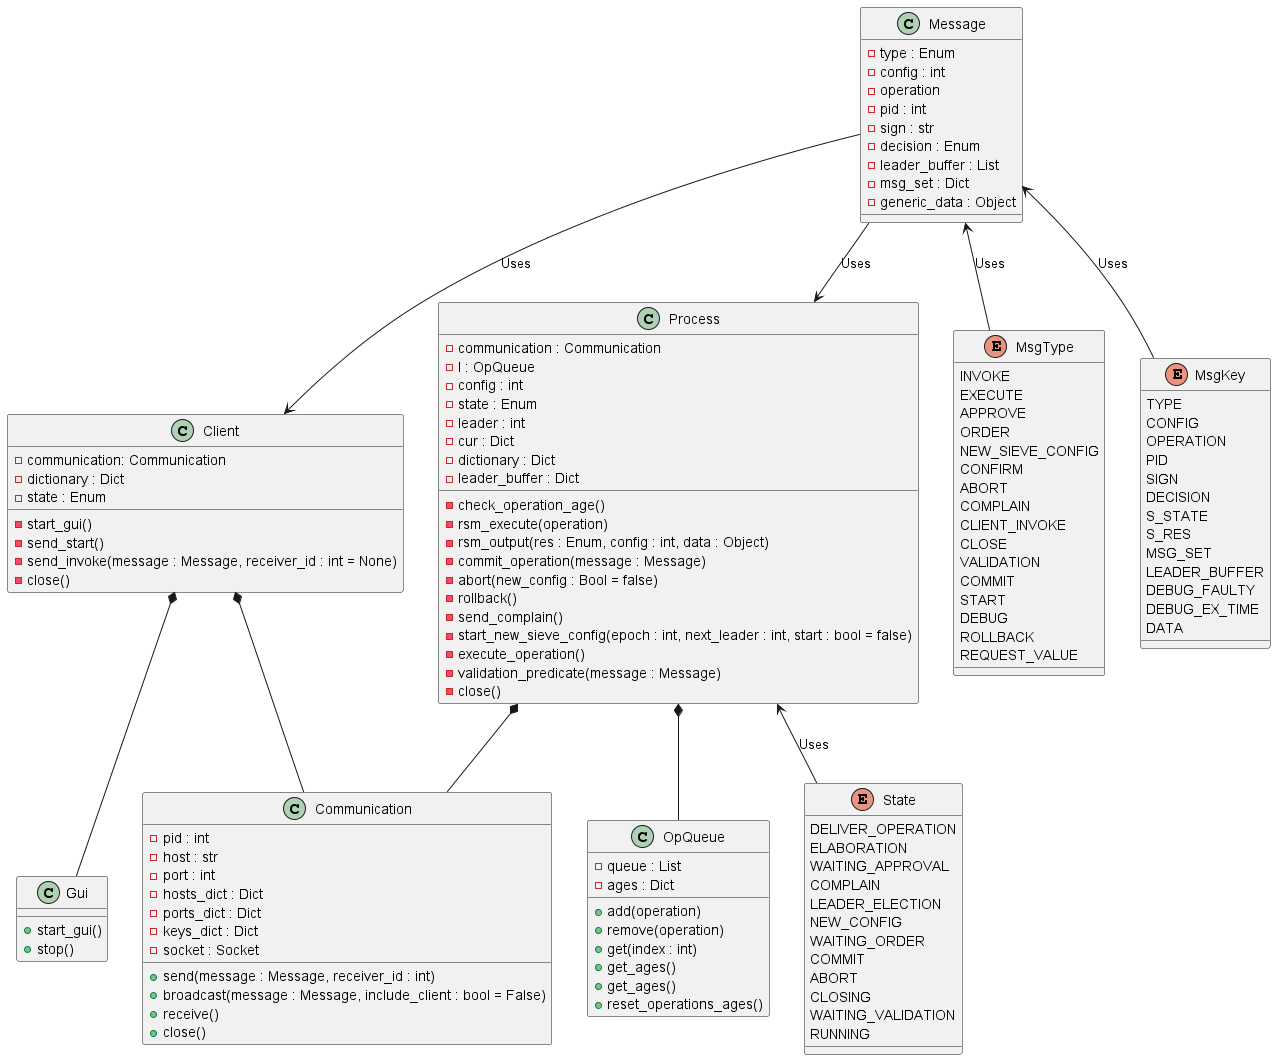 C Message
type : Enum
config : int
operation
pid : int
sign : str
decision : Enum
leader_buffer : List
msg_set : Dict
generic_data : Object
Uses
Uses
Uses
Uses
C Process
communication : Communication
l : OpQueue
config : int
state : Enum
leader : int
cur : Dict
dictionary : Dict
leader_buffer : Dict
check_operation_age()
rsm_execute(operation)
rsm_output(res : Enum, config : int, data : Object)
commit_operation(message : Message)
abort(new_config : Bool = false)
rollback()
send_complain()
start_new_sieve_config(epoch : int, next_leader : int, start : bool = false)
execute_operation()
validation_predicate(message : Message)
close()
E MsgType
INVOKE
EXECUTE
APPROVE
ORDER
NEW_SIEVE_CONFIG
CONFIRM
ABORT
COMPLAIN
CLIENT_INVOKE
CLOSE
VALIDATION
COMMIT
START
DEBUG
ROLLBACK
REQUEST_VALUE
E MsgKey
TYPE
CONFIG
OPERATION
PID
SIGN
DECISION
S_STATE
S_RES
MSG_SET
LEADER_BUFFER
DEBUG_FAULTY
DEBUG_EX_TIME
DATA
C Client
communication: Communication
dictionary : Dict
state : Enum
start_gui()
send_start()
send_invoke(message : Message, receiver_id : int = None)
close()
Uses
C Gui
start_gui()
stop()
C Communication
pid : int
host : str
port : int
hosts_dict : Dict
ports_dict : Dict
keys_dict : Dict
socket : Socket
send(message : Message, receiver_id : int)
broadcast(message : Message, include_client : bool = False)
receive()
close()
C OpQueue
queue : List
ages : Dict
add(operation)
remove(operation)
get(index : int)
get_ages()
get_ages()
reset_operations_ages()
E State
DELIVER_OPERATION
ELABORATION
WAITING_APPROVAL
COMPLAIN
LEADER_ELECTION
NEW_CONFIG
WAITING_ORDER
COMMIT
ABORT
CLOSING
WAITING_VALIDATION
RUNNING